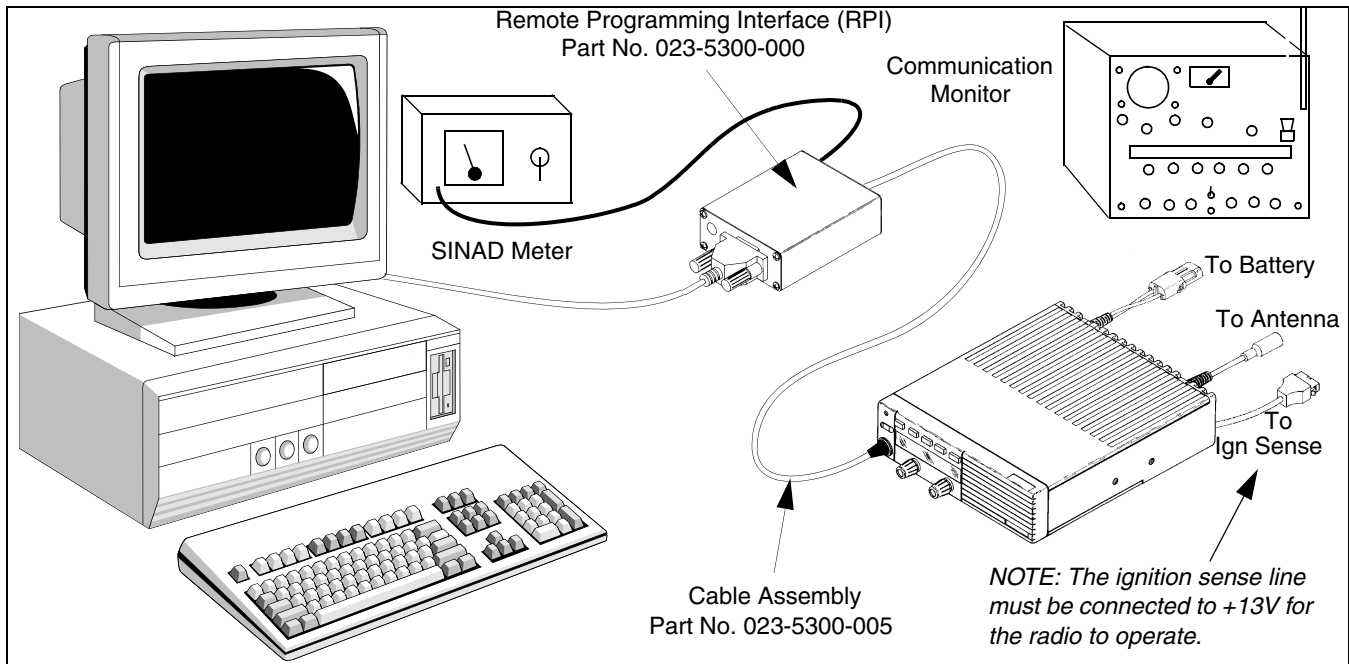 Remote Programming Interface (RPI)
Part No. 023-5300-000
Communication
Monitor
SINAD Meter
To Battery
To Antenna
To
Ign Sense
Cable Assembly
Part No. 023-5300-005
NOTE: The ignition sense line
must be connected to +13V for
the radio to operate.